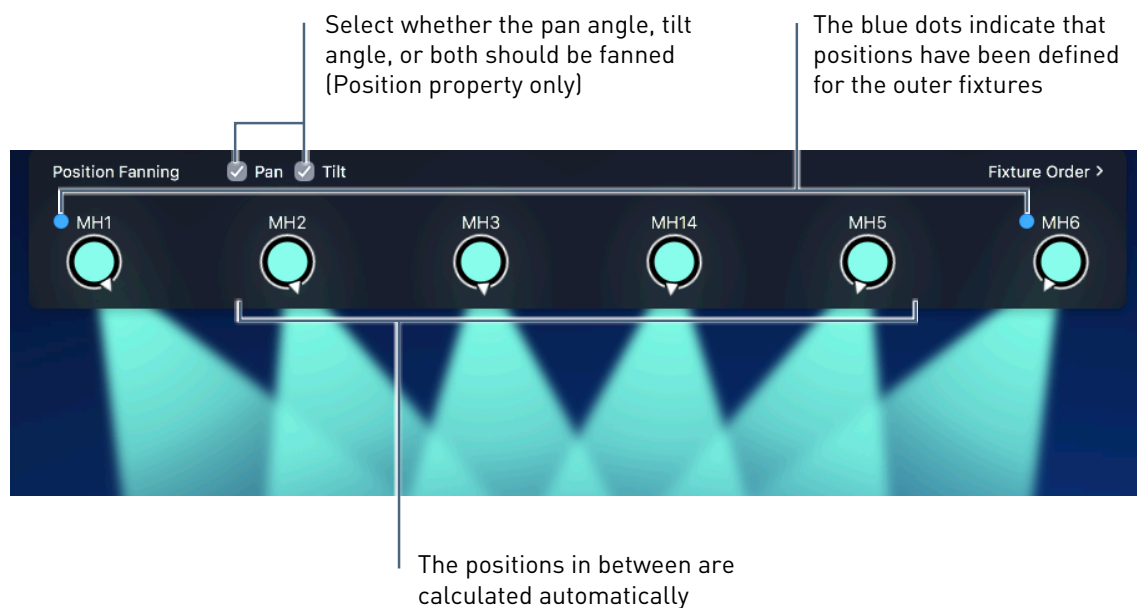 Select whether the pan angle, tilt
angle, or both should be fanned
(Position property only)
The blue dots indicate that
positions have been defined
for the outer fixtures
Position Fanning Pan Tilt Fixture Order >
MH1 MH2 MH3 MH14 MH5 MH6
The positions in between are
calculated automatically